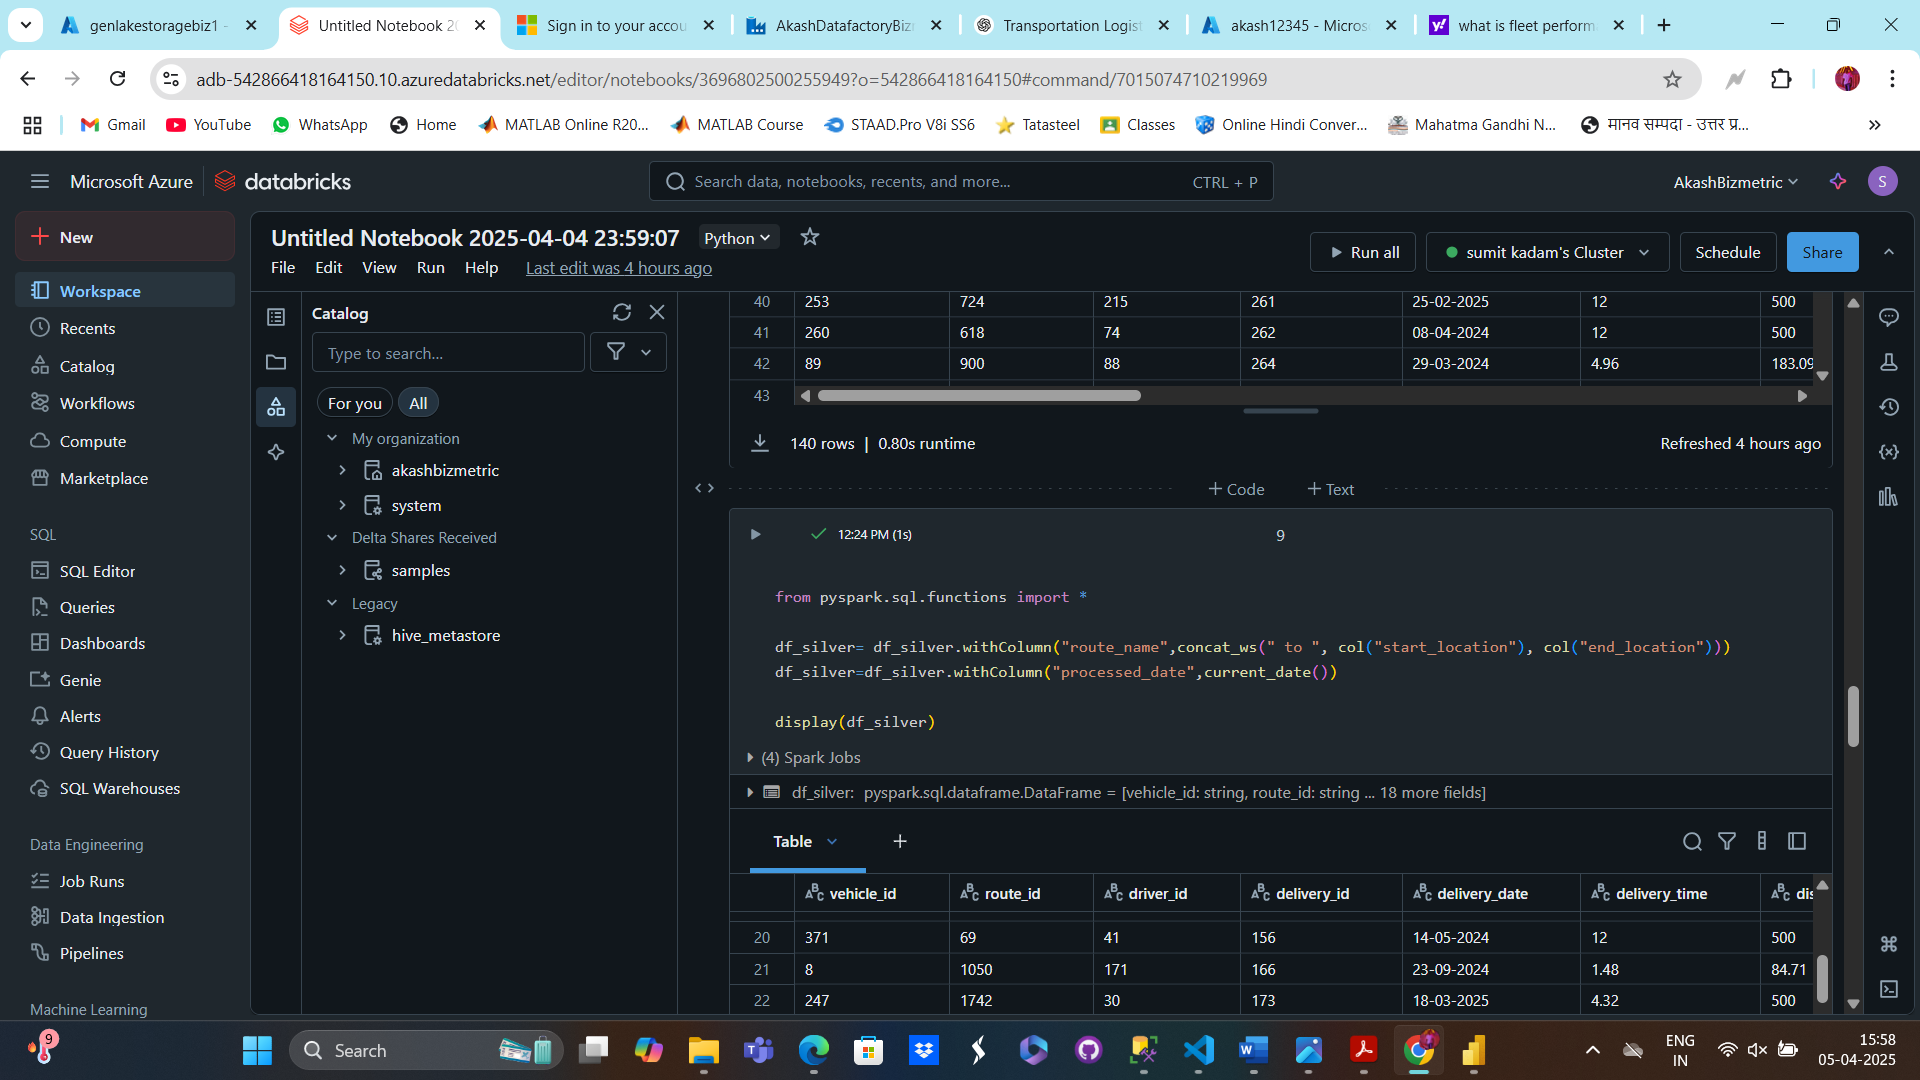 genlakestoragebiz1 -
Untitled Notebook 20
Sign in to your accou
AkashDatafactoryBizm
Transportation Logist
akash12345 - Micros
what is fleet perform
adb-542866418164150.10.azuredatabricks.net/editor/notebooks/3696802500255949?o=542866418164150#command/7015074710219969
Gmail
YouTube
WhatsApp
Home
MATLAB Online R20...
MATLAB Course
STAAD.Pro V8i SS6
Tatasteel
Classes
Online Hindi Conver...
Mahatma Gandhi N...
मानव सम्पदा - उत्तर प्र...
Microsoft Azure
databricks
Search data, notebooks, recents, and more...
CTRL + P
AkashBizmetric
S
New
Workspace
Recents
Catalog
Workflows
Compute
Marketplace
SQL
SQL Editor
Queries
Dashboards
Genie
Alerts
Query History
SQL Warehouses
Data Engineering
Job Runs
Data Ingestion
Pipelines
Machine Learning
Untitled Notebook 2025-04-04 23:59:07
Python
File Edit View Run Help Last edit was 4 hours ago
Run all
sumit kadam's Cluster
Schedule
Share
Catalog
Type to search...
For you
All
My organization
akashbizmetric
system
Delta Shares Received
samples
Legacy
hive_metastore
40 253 724 215 261 25-02-2025 12 500
41 260 618 74 262 08-04-2024 12 500
42 89 900 88 264 29-03-2024 4.96 183.09
43
140 rows | 0.80s runtime
Refreshed 4 hours ago
+ Code
+ Text
12:24 PM (1s)
9
from pyspark.sql.functions import *
df_silver= df_silver.withColumn("route_name",concat_ws(" to ", col("start_location"), col("end_location")))
df_silver=df_silver.withColumn("processed_date",current_date())
display(df_silver)
(4) Spark Jobs
df_silver: pyspark.sql.dataframe.DataFrame = [vehicle_id: string, route_id: string ... 18 more fields]
Table
+
vehicle_id route_id driver_id delivery_id delivery_date delivery_time dis
20 371 69 41 156 14-05-2024 12 500
21 8 1050 171 166 23-09-2024 1.48 84.71
22 247 1742 30 173 18-03-2025 4.32 500
9
Search
ENG
IN
15:58
05-04-2025